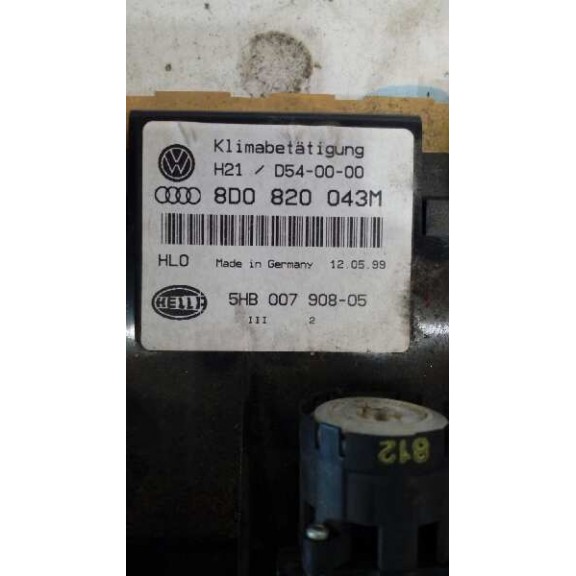 Klimabetätigung
H21 / D54-00-00
8D0 820 043M
HLO Made in Germany 12.05.99
HELLA 5HB 007 908-05
III 2
812